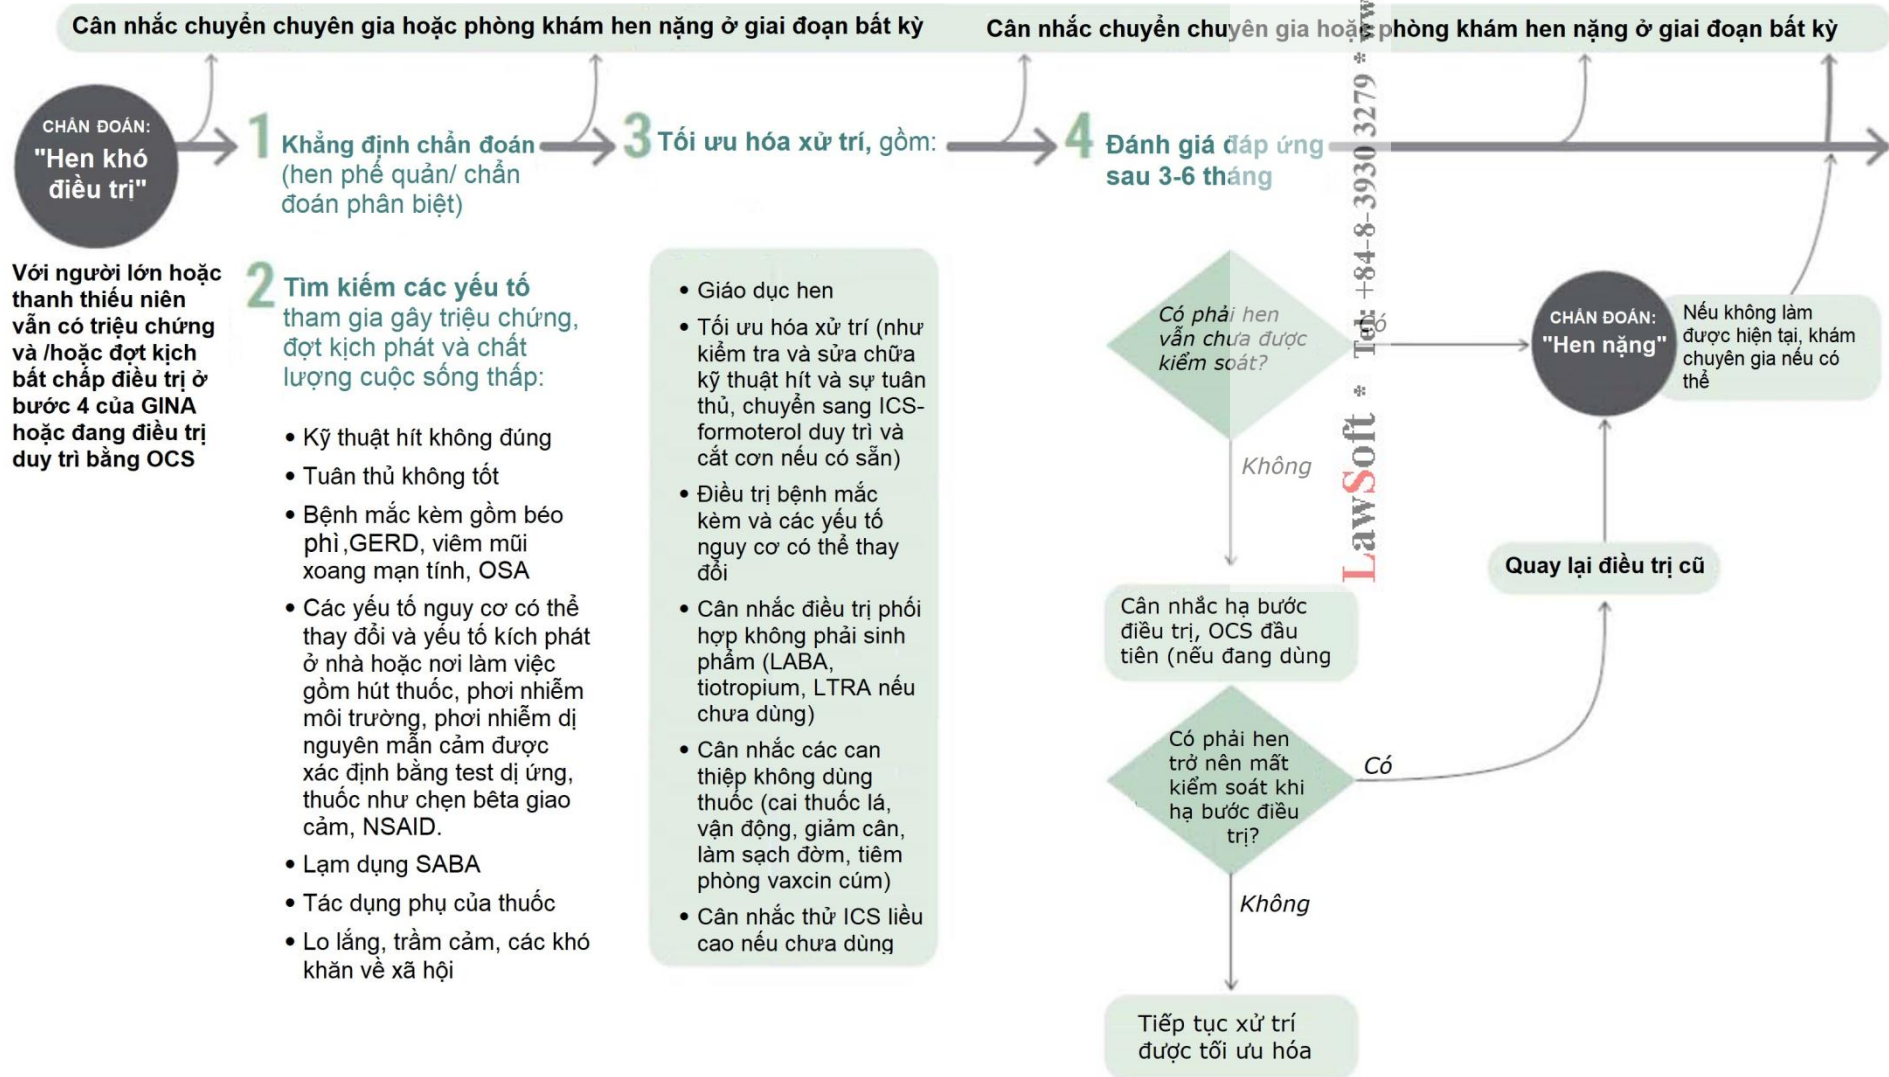 Cân nhắc chuyển chuyên gia hoặc phòng khám hen nặng ở giai đoạn bất kỳ
Cân nhắc chuyển chuyên gia hoặc phòng khám hen nặng ở giai đoạn bất kỳ
CHẨN ĐOÁN:
"Hen khó
điều trị"
Với người lớn hoặc
thanh thiếu niên
vẫn có triệu chứng
và /hoặc đợt kịch
bất chấp điều trị ở
bước 4 của GINA
hoặc đang điều trị
duy trì bằng OCS
1 Khẳng định chẩn đoán
(hen phế quản/ chẩn
đoán phân biệt)
2 Tìm kiếm các yếu tố
tham gia gây triệu chứng,
đợt kịch phát và chất
lượng cuộc sống thấp:
• Kỹ thuật hít không đúng
• Tuân thủ không tốt
• Bệnh mắc kèm gồm béo
phì ,GERD, viêm mũi
xoang mạn tính, OSA
• Các yếu tố nguy cơ có thể
thay đổi và yếu tố kích phát
ở nhà hoặc nơi làm việc
gồm hút thuốc, phơi nhiễm
môi trường, phơi nhiễm dị
nguyên mẫn cảm được
xác định bằng test dị ứng,
thuốc như chẹn bêta giao
cảm, NSAID.
• Lạm dụng SABA
• Tác dụng phụ của thuốc
• Lo lắng, trầm cảm, các khó
khăn về xã hội
3 Tối ưu hóa xử trí, gồm:
• Giáo dục hen
• Tối ưu hóa xử trí (như
kiểm tra và sửa chữa
kỹ thuật hít và sự tuân
thủ, chuyển sang ICS-
formoterol duy trì và
cắt cơn nếu có sẵn)
• Điều trị bệnh mắc
kèm và các yếu tố
nguy cơ có thể thay
đổi
• Cân nhắc điều trị phối
hợp không phải sinh
phẩm (LABA,
tiotropium, LTRA nếu
chưa dùng)
• Cân nhắc các can
thiệp không dùng
thuốc (cai thuốc lá,
vận động, giảm cân,
làm sạch đờm, tiêm
phòng vaxcin cúm)
• Cân nhắc thử ICS liều
cao nếu chưa dùng
4 Đánh giá đáp ứng
sau 3-6 tháng
Có phải hen
vẫn chưa được
kiểm soát?
Có
Không
CHẨN ĐOÁN:
"Hen nặng"
Nếu không làm
được hiện tại, khám
chuyên gia nếu có
thể
Quay lại điều trị cũ
Cân nhắc hạ bước
điều trị, OCS đầu
tiên (nếu đang dùng
Có phải hen
trở nên mất
kiểm soát khi
hạ bước điều
trị?
Có
Không
Tiếp tục xử trí
được tối ưu hóa
LawSoft * Tel: +84-8-3930 3279 * ww